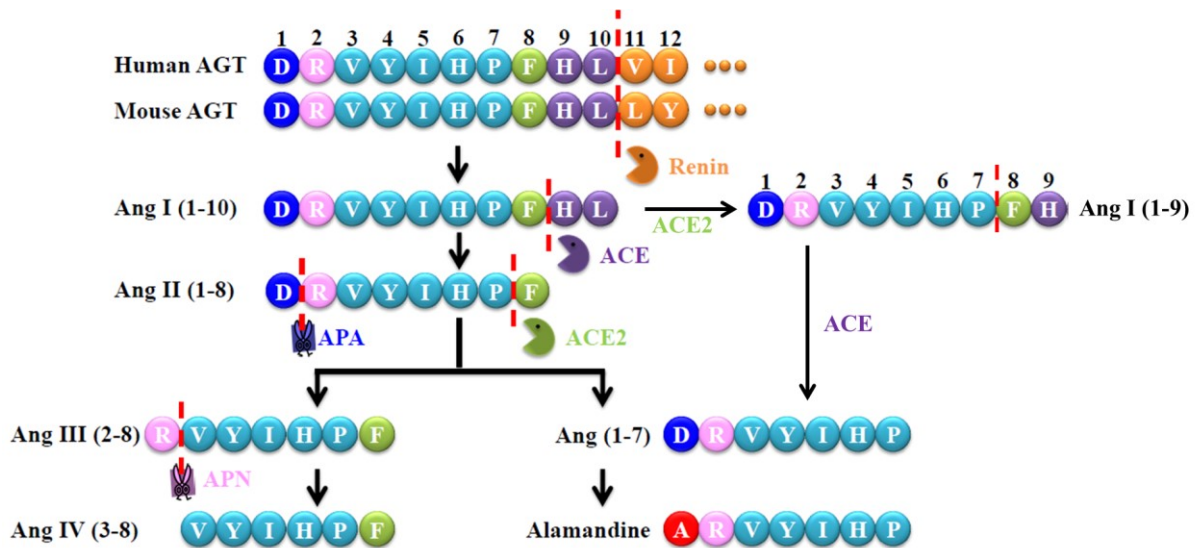 1 2 3 4 5 6 7 8 9 10 11 12
Human AGT D R V Y I H P F H L V I
Mouse AGT D R V Y I H P F H L L Y
Renin
1 2 3 4 5 6 7 8 9
Ang I (1-10) D R V Y I H P F H L
ACE2
D R V Y I H P F H Ang I (1-9)
ACE
Ang II (1-8) D R V Y I H P F
APA
ACE2
ACE
Ang III (2-8) R V Y I H P F
Ang (1-7) D R V Y I H P
APN
Ang IV (3-8) V Y I H P F
Alamandine A R V Y I H P